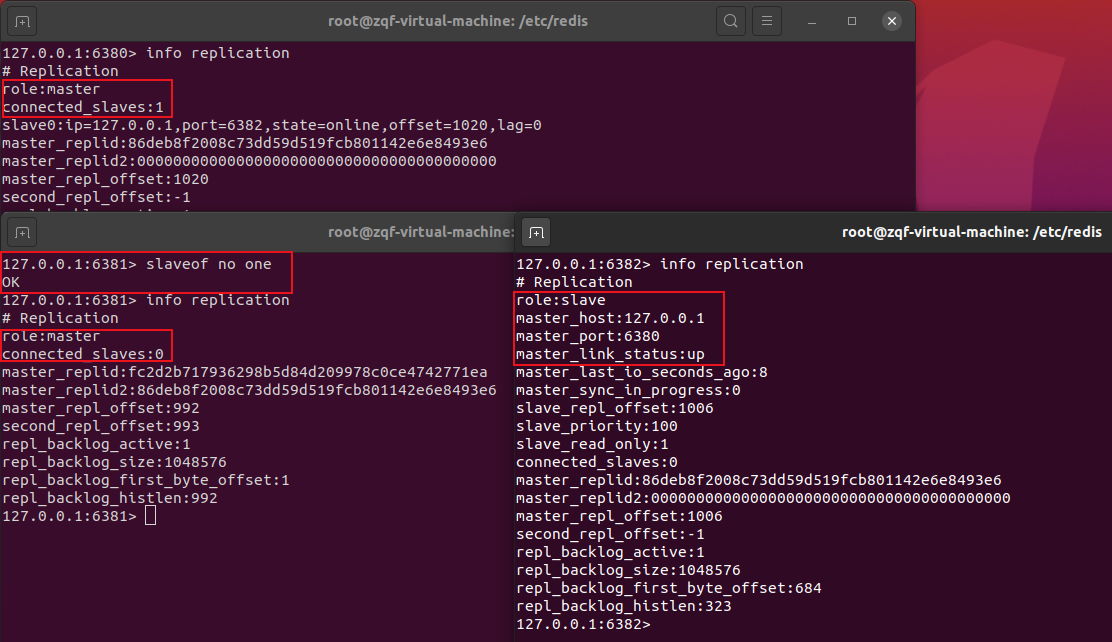 root@zqf-virtual-machine: /etc/redis
127.0.0.1:6380> info replication
# Replication
role:master
connected_slaves:1
slave0:ip=127.0.0.1,port=6382,state=online,offset=1020,lag=0
master_replid:86deb8f2008c73dd59d519fcb801142e6e8493e6
master_replid2:0000000000000000000000000000000000000000
master_repl_offset:1020
second_repl_offset:-1
root@zqf-virtual-machine:
127.0.0.1:6381> slaveof no one
OK
127.0.0.1:6381> info replication
# Replication
role:master
connected_slaves:0
master_replid:fc2d2b717936298b5d84d209978c0ce4742771ea
master_replid2:86deb8f2008c73dd59d519fcb801142e6e8493e6
master_repl_offset:992
second_repl_offset:993
repl_backlog_active:1
repl_backlog_size:1048576
repl_backlog_first_byte_offset:1
repl_backlog_histlen:992
127.0.0.1:6381>
root@zqf-virtual-machine: /etc/redis
127.0.0.1:6382> info replication
# Replication
role:slave
master_host:127.0.0.1
master_port:6380
master_link_status:up
master_last_io_seconds_ago:8
master_sync_in_progress:0
slave_repl_offset:1006
slave_priority:100
slave_read_only:1
connected_slaves:0
master_replid:86deb8f2008c73dd59d519fcb801142e6e8493e6
master_replid2:0000000000000000000000000000000000000000
master_repl_offset:1006
second_repl_offset:-1
repl_backlog_active:1
repl_backlog_size:1048576
repl_backlog_first_byte_offset:684
repl_backlog_histlen:323
127.0.0.1:6382>